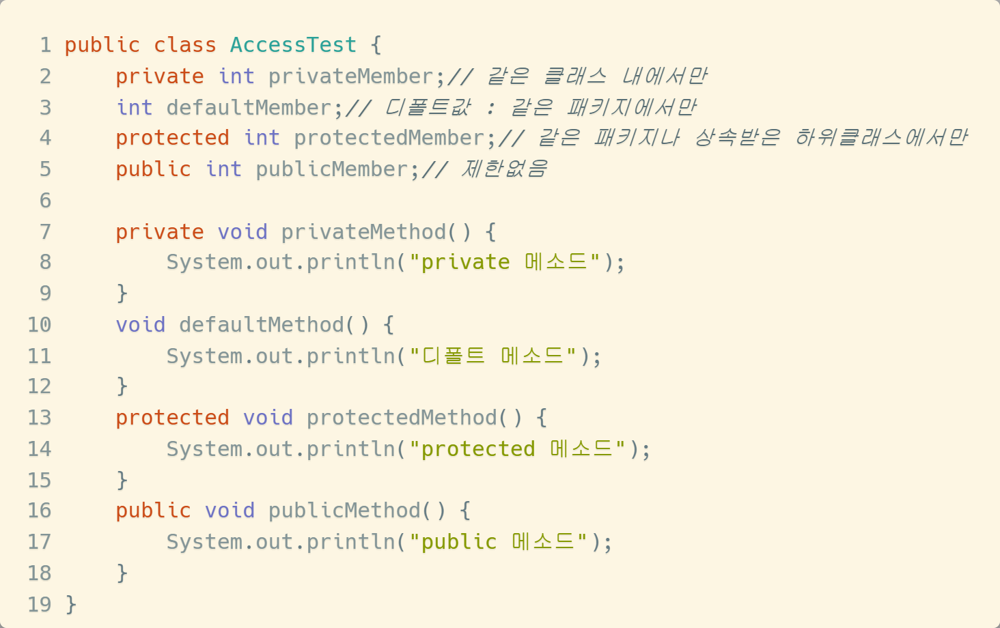 1 public class AccessTest {
2     private int privateMember;// 같은 클래스 내에서만
3     int defaultMember;// 디폴트값 : 같은 패키지에서만
4     protected int protectedMember;// 같은 패키지나 상속받은 하위클래스에서만
5     public int publicMember;// 제한없음
6
7     private void privateMethod() {
8         System.out.println("private 메소드");
9     }
10     void defaultMethod() {
11         System.out.println("디폴트 메소드");
12     }
13     protected void protectedMethod() {
14         System.out.println("protected 메소드");
15     }
16     public void publicMethod() {
17         System.out.println("public 메소드");
18     }
19 }